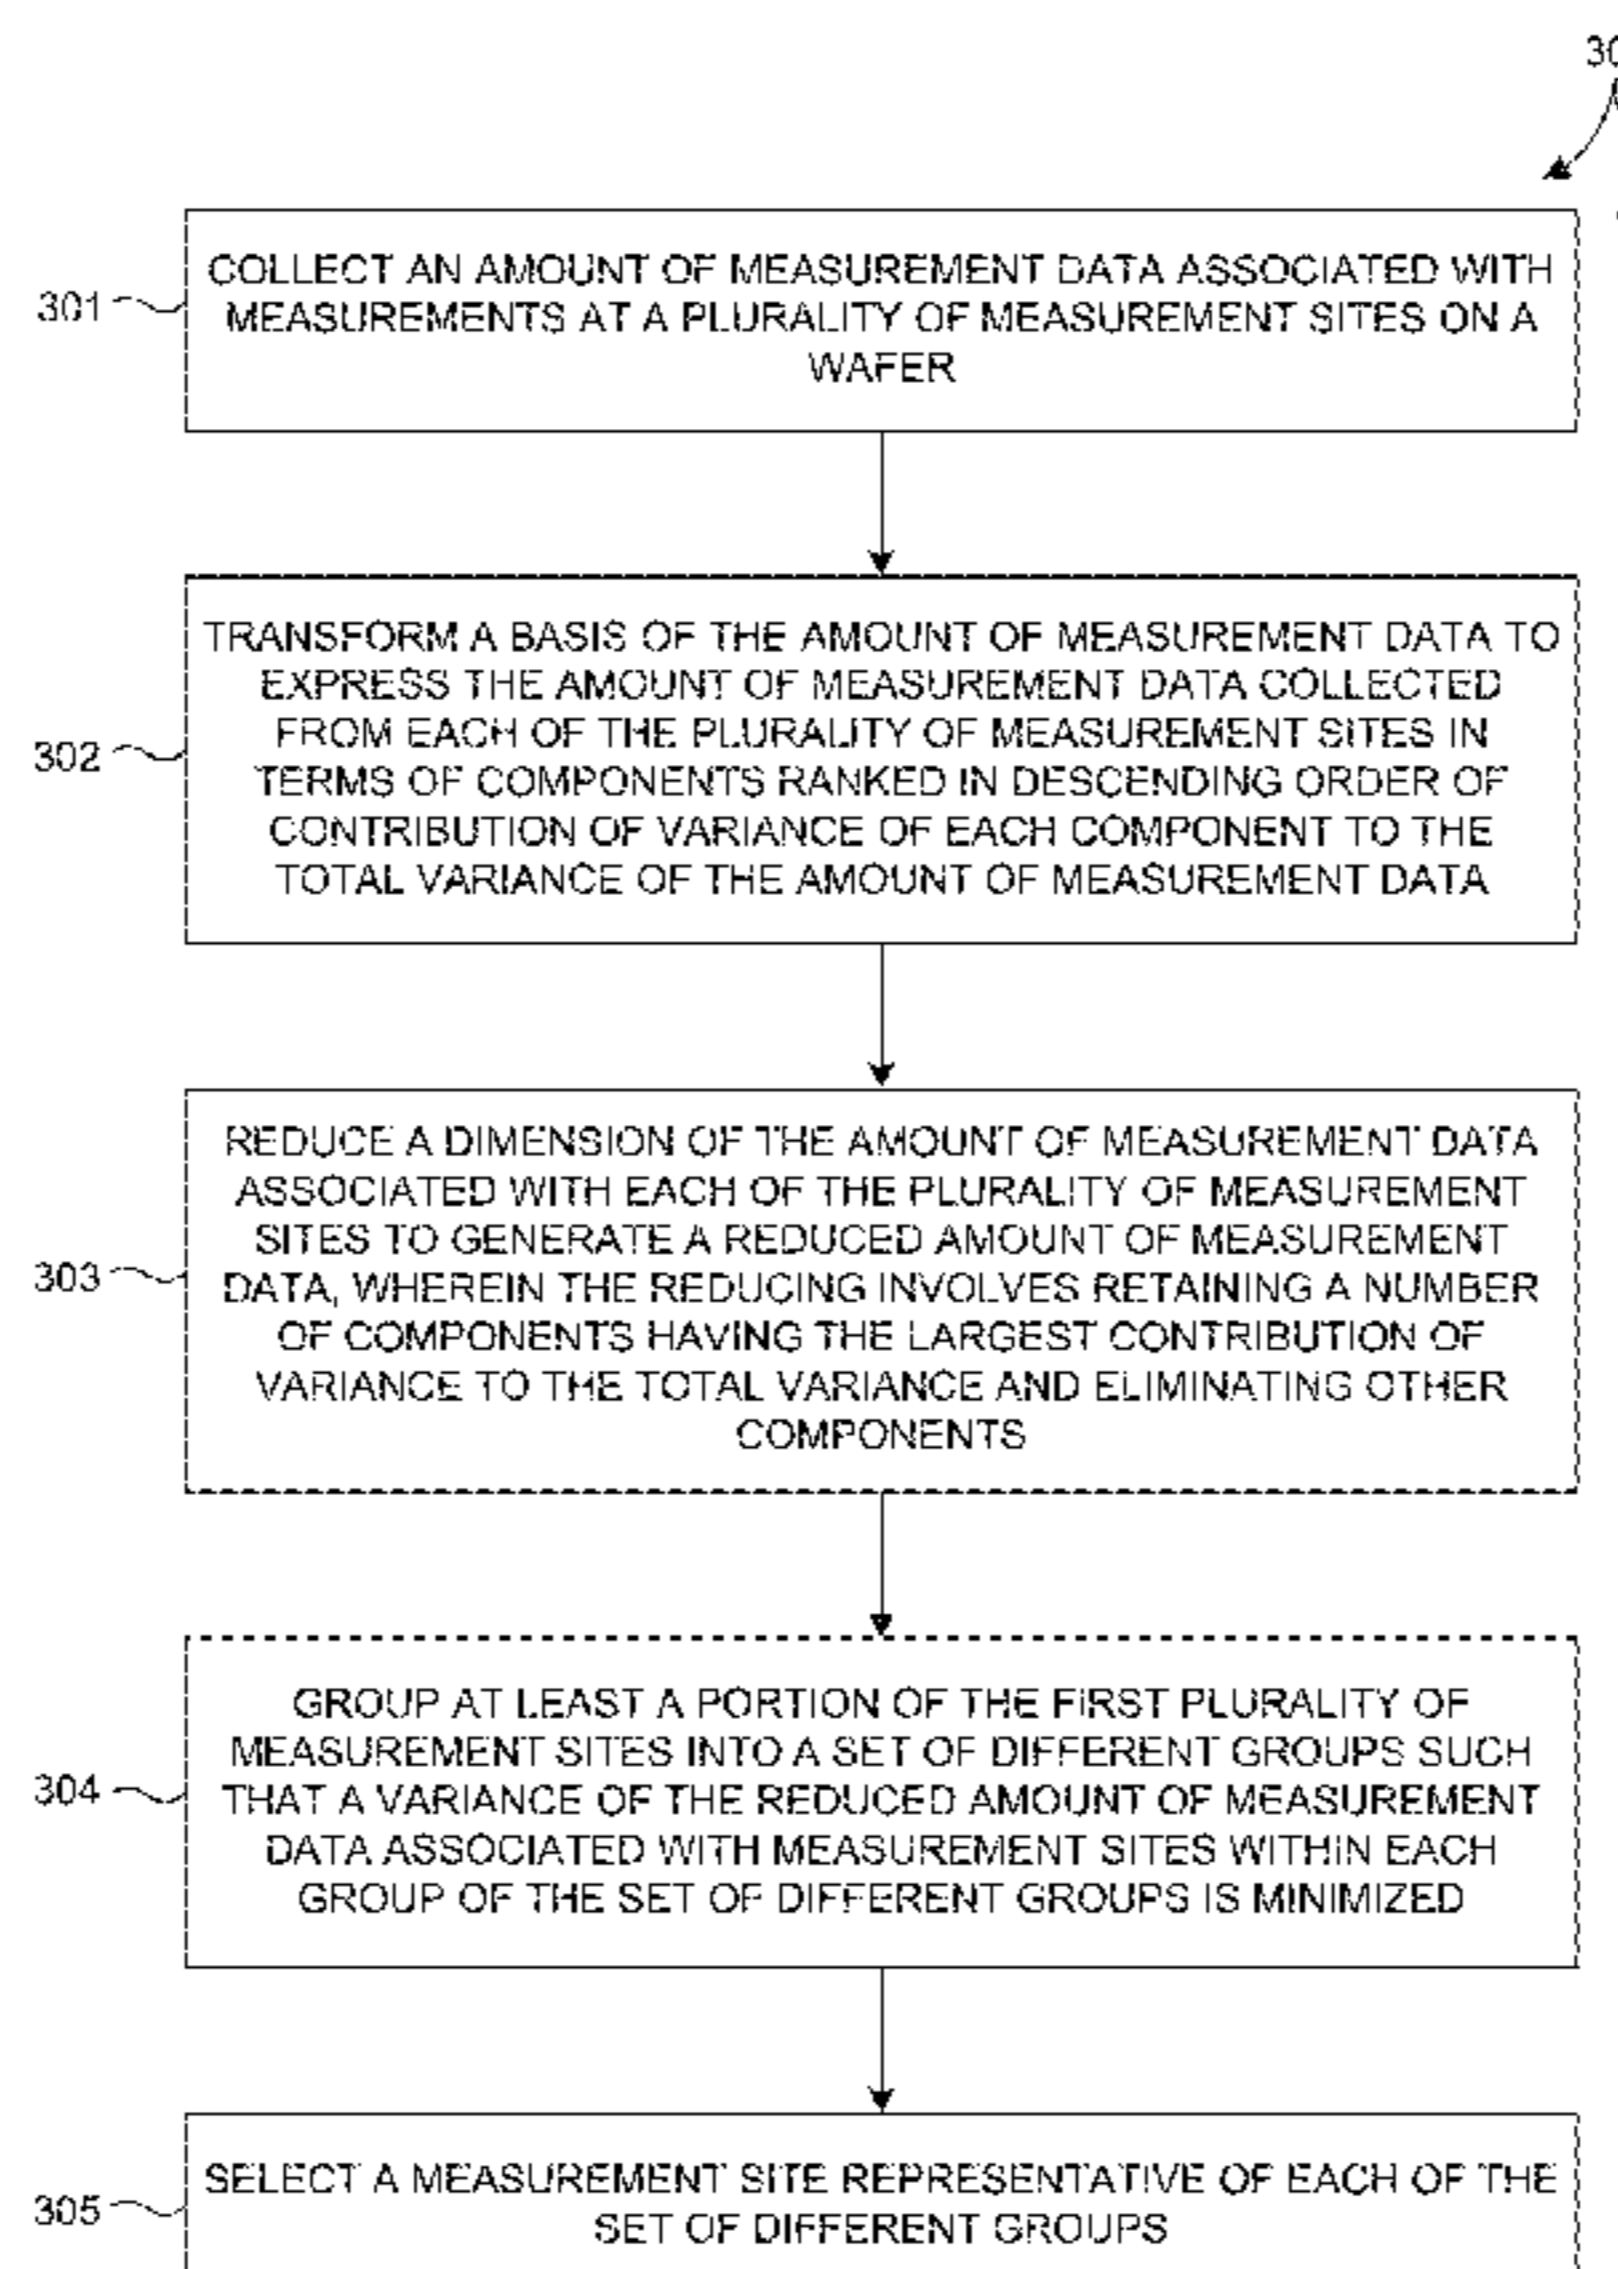 30
301
COLLECT AN AMOUNT OF MEASUREMENT DATA ASSOCIATED WITH
MEASUREMENTS AT A PLURALITY OF MEASUREMENT SITES ON A
WAFER
302
TRANSFORM A BASIS OF THE AMOUNT OF MEASUREMENT DATA TO
EXPRESS THE AMOUNT OF MEASUREMENT DATA COLLECTED
FROM EACH OF THE PLURALITY OF MEASUREMENT SITES IN
TERMS OF COMPONENTS RANKED IN DESCENDING ORDER OF
CONTRIBUTION OF VARIANCE OF EACH COMPONENT TO THE
TOTAL VARIANCE OF THE AMOUNT OF MEASUREMENT DATA
303
REDUCE A DIMENSION OF THE AMOUNT OF MEASUREMENT DATA
ASSOCIATED WITH EACH OF THE PLURALITY OF MEASUREMENT
SITES TO GENERATE A REDUCED AMOUNT OF MEASUREMENT
DATA, WHEREIN THE REDUCING INVOLVES RETAINING A NUMBER
OF COMPONENTS HAVING THE LARGEST CONTRIBUTION OF
VARIANCE TO THE TOTAL VARIANCE AND ELIMINATING OTHER
COMPONENTS
304
GROUP AT LEAST A PORTION OF THE FIRST PLURALITY OF
MEASUREMENT SITES INTO A SET OF DIFFERENT GROUPS SUCH
THAT A VARIANCE OF THE REDUCED AMOUNT OF MEASUREMENT
DATA ASSOCIATED WITH MEASUREMENT SITES WITHIN EACH
GROUP OF THE SET OF DIFFERENT GROUPS IS MINIMIZED
305
SELECT A MEASUREMENT SITE REPRESENTATIVE OF EACH OF THE
SET OF DIFFERENT GROUPS